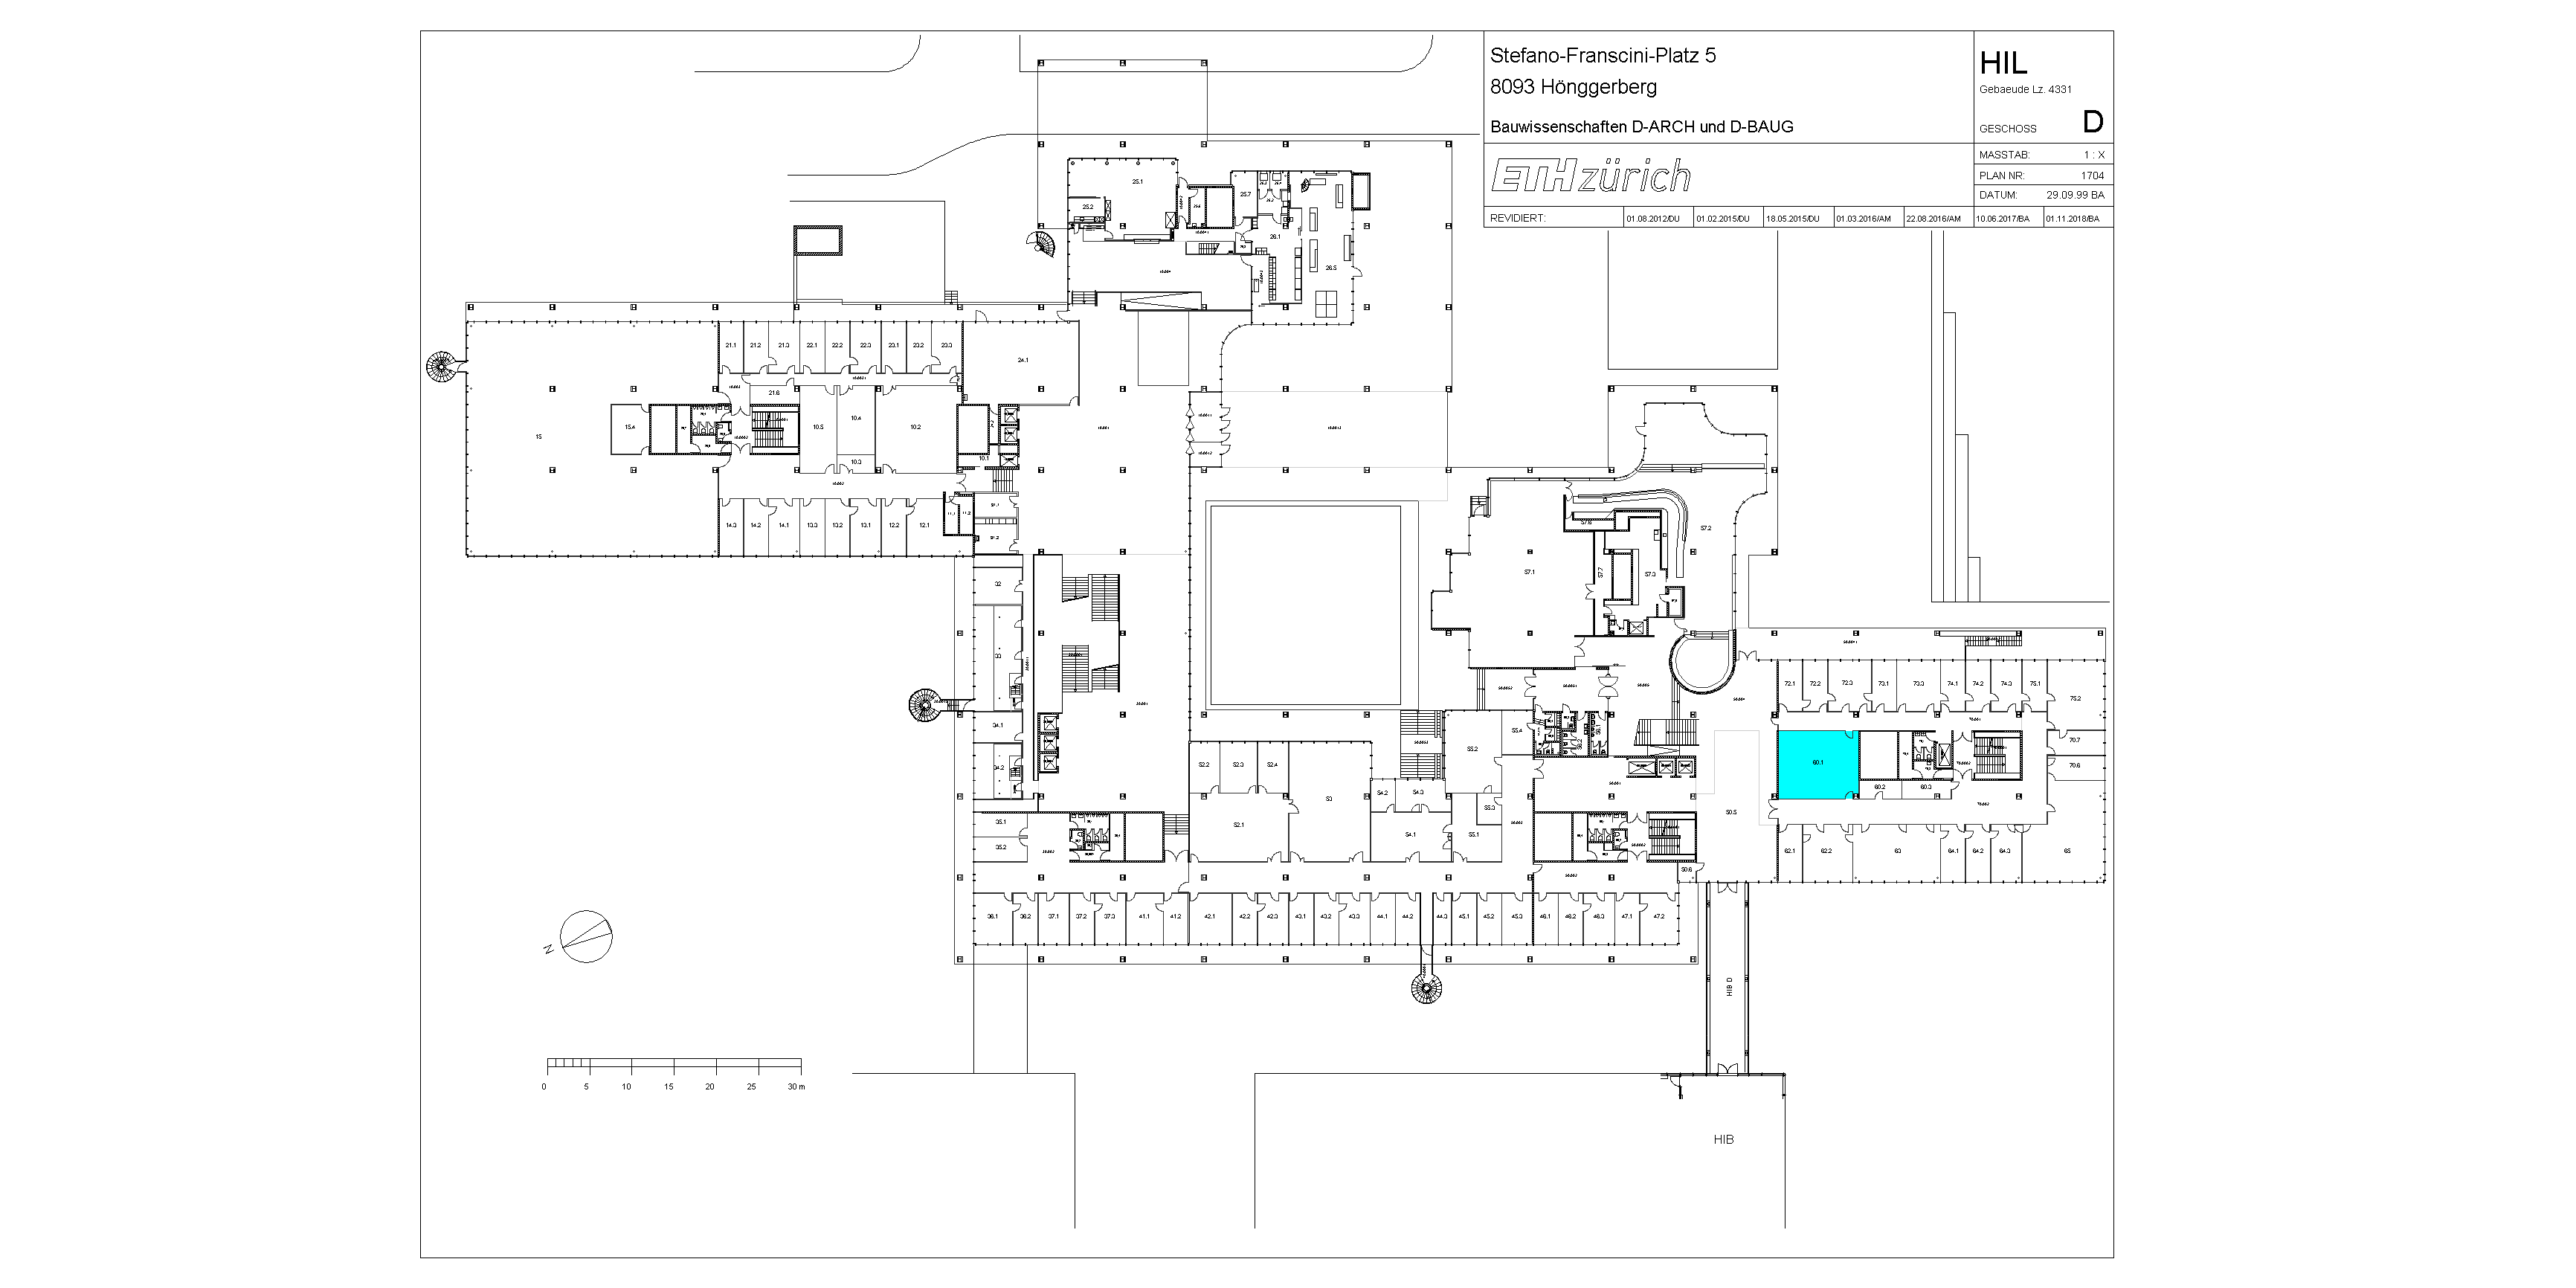 Stefano-Franscini-Platz 5
8093 Hönggerberg
Bauwissenschaften D-ARCH und D-BAUG
HIL
Gebaeude Lz. 4331
GESCHOSS D
ETH zürich
MASSTAB: 1 : X
PLAN NR: 1704
DATUM: 29.09.99 BA
REVIDIERT: 01.08.2012/DU 01.02.2015/DU 18.05.2015/DU 01.03.2016/AM 22.08.2016/AM 10.06.2017/BA 01.11.2018/BA
25.1
25.2
25.7
26.1
26.5
21.1 21.2 21.3 22.1 22.2 22.3 23.1 23.2 23.3
24.1
21.6
15
15.4
10.5
10.4
10.2
10.3
10.1
14.3 14.2 14.1 13.3 13.2 13.1 12.2 12.1
11.1 11.2
31.1
31.2
32
33
34.1
34.2
35.1
35.2
57.1
57.2
57.3
57.6
57.7
52.2 52.3 52.4
52.1
53
54.2 54.3
54.1
55.2
55.4
55.3
55.1
56.1
56.2
50.5
50.6
72.1 72.2 72.3 73.1 73.3 74.1 74.2 74.3 75.1
75.2
70.7
70.6
60.1
60.2 60.3
62.1 62.2 63 64.1 64.2 64.3 65
36.1 36.2 37.1 37.2 37.3 41.1 41.2 42.1 42.2 42.3 43.1 43.2 43.3 44.1 44.2 44.3 45.1 45.2 45.3 46.1 46.2 46.3 47.1 47.2
N
HIB D
0 5 10 15 20 25 30 m
HIB